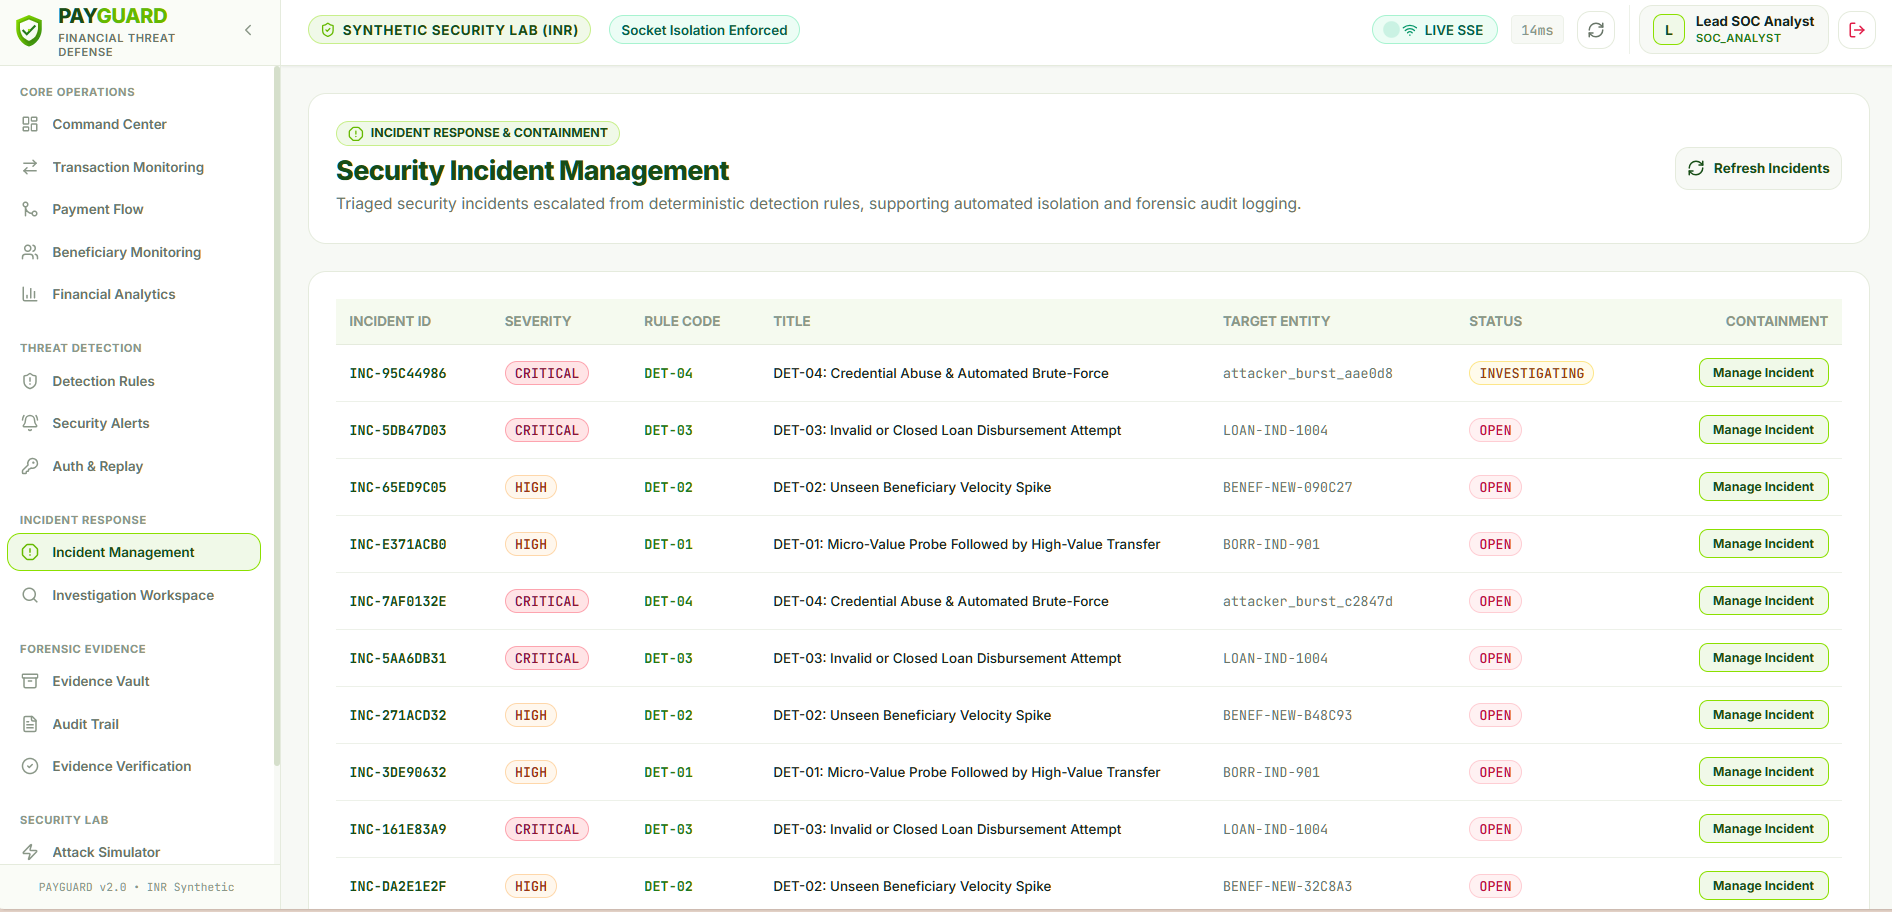 PAYGUARD
FINANCIAL THREAT
DEFENSE
SYNTHETIC SECURITY LAB (INR)
Socket Isolation Enforced
LIVE SSE
14ms
L
Lead SOC Analyst
SOC_ANALYST
CORE OPERATIONS
Command Center
Transaction Monitoring
Payment Flow
Beneficiary Monitoring
Financial Analytics
THREAT DETECTION
Detection Rules
Security Alerts
Auth & Replay
INCIDENT RESPONSE
Incident Management
Investigation Workspace
FORENSIC EVIDENCE
Evidence Vault
Audit Trail
Evidence Verification
SECURITY LAB
Attack Simulator
PAYGUARD v2.0 • INR Synthetic
INCIDENT RESPONSE & CONTAINMENT
Security Incident Management
Triaged security incidents escalated from deterministic detection rules, supporting automated isolation and forensic audit logging.
Refresh Incidents
INCIDENT ID SEVERITY RULE CODE TITLE TARGET ENTITY STATUS CONTAINMENT
INC-95C44986 CRITICAL DET-04 DET-04: Credential Abuse & Automated Brute-Force attacker_burst_aae0d8 INVESTIGATING Manage Incident
INC-5DB47D03 CRITICAL DET-03 DET-03: Invalid or Closed Loan Disbursement Attempt LOAN-IND-1004 OPEN Manage Incident
INC-65ED9C05 HIGH DET-02 DET-02: Unseen Beneficiary Velocity Spike BENEF-NEW-090C27 OPEN Manage Incident
INC-E371ACB0 HIGH DET-01 DET-01: Micro-Value Probe Followed by High-Value Transfer BORR-IND-901 OPEN Manage Incident
INC-7AF0132E CRITICAL DET-04 DET-04: Credential Abuse & Automated Brute-Force attacker_burst_c2847d OPEN Manage Incident
INC-5AA6DB31 CRITICAL DET-03 DET-03: Invalid or Closed Loan Disbursement Attempt LOAN-IND-1004 OPEN Manage Incident
INC-271ACD32 HIGH DET-02 DET-02: Unseen Beneficiary Velocity Spike BENEF-NEW-B48C93 OPEN Manage Incident
INC-3DE90632 HIGH DET-01 DET-01: Micro-Value Probe Followed by High-Value Transfer BORR-IND-901 OPEN Manage Incident
INC-161E83A9 CRITICAL DET-03 DET-03: Invalid or Closed Loan Disbursement Attempt LOAN-IND-1004 OPEN Manage Incident
INC-DA2E1E2F HIGH DET-02 DET-02: Unseen Beneficiary Velocity Spike BENEF-NEW-32C8A3 OPEN Manage Incident